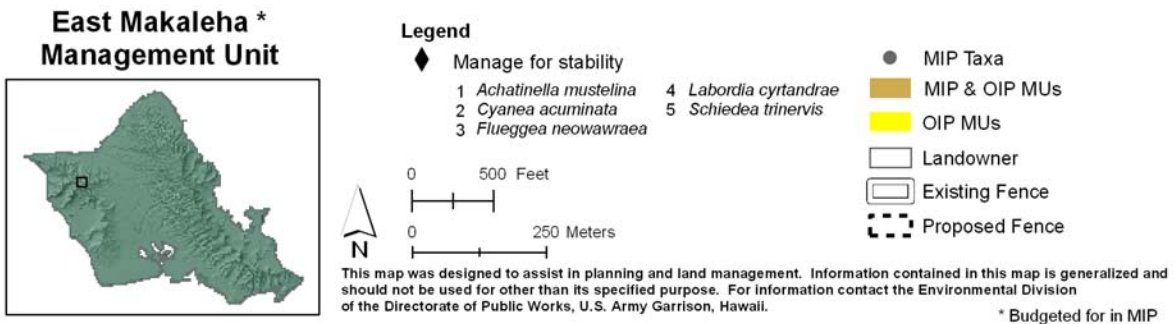 East Makaleha *
Management Unit
Legend
Manage for stability
1 Achatinella mustelina
2 Cyanea acuminata
3 Flueggea neowawraea
4 Labordia cyrtandrae
5 Schiedea trinervis
0 500 Feet
0 250 Meters
N
MIP Taxa
MIP & OIP MUs
OIP MUs
Landowner
Existing Fence
Proposed Fence
This map was designed to assist in planning and land management. Information contained in this map is generalized and
should not be used for other than its specified purpose. For information contact the Environmental Division
of the Directorate of Public Works, U.S. Army Garrison, Hawaii.
* Budgeted for in MIP